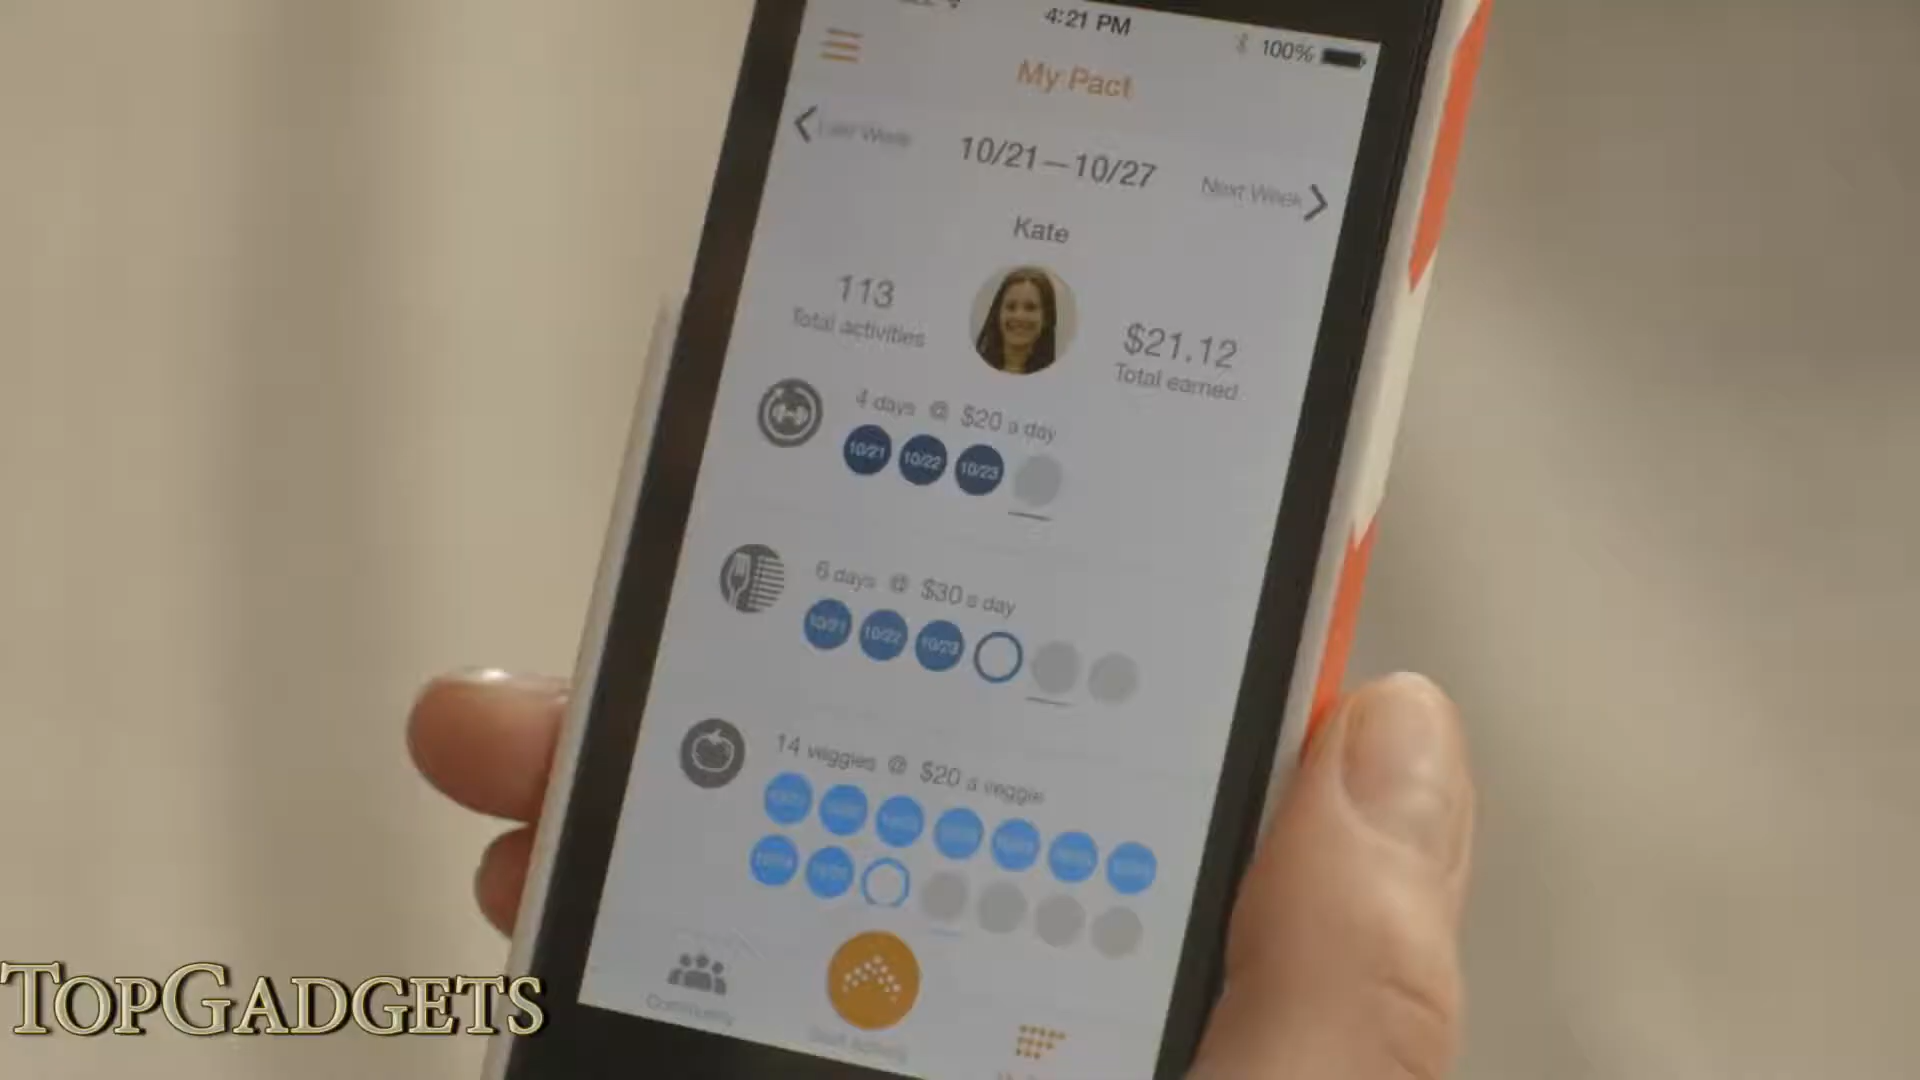 4:21 PM
100%
My Pact
Last Week
10/21—10/27
Next Week
Kate
113
Total activities
$21.12
Total earned
4 days @ $20 a day
10/21 10/22 10/23
6 days @ $30 a day
10/21 10/22 10/23
14 veggies @ $20 a veggie
Community
Start Activity
TOPGADGETS